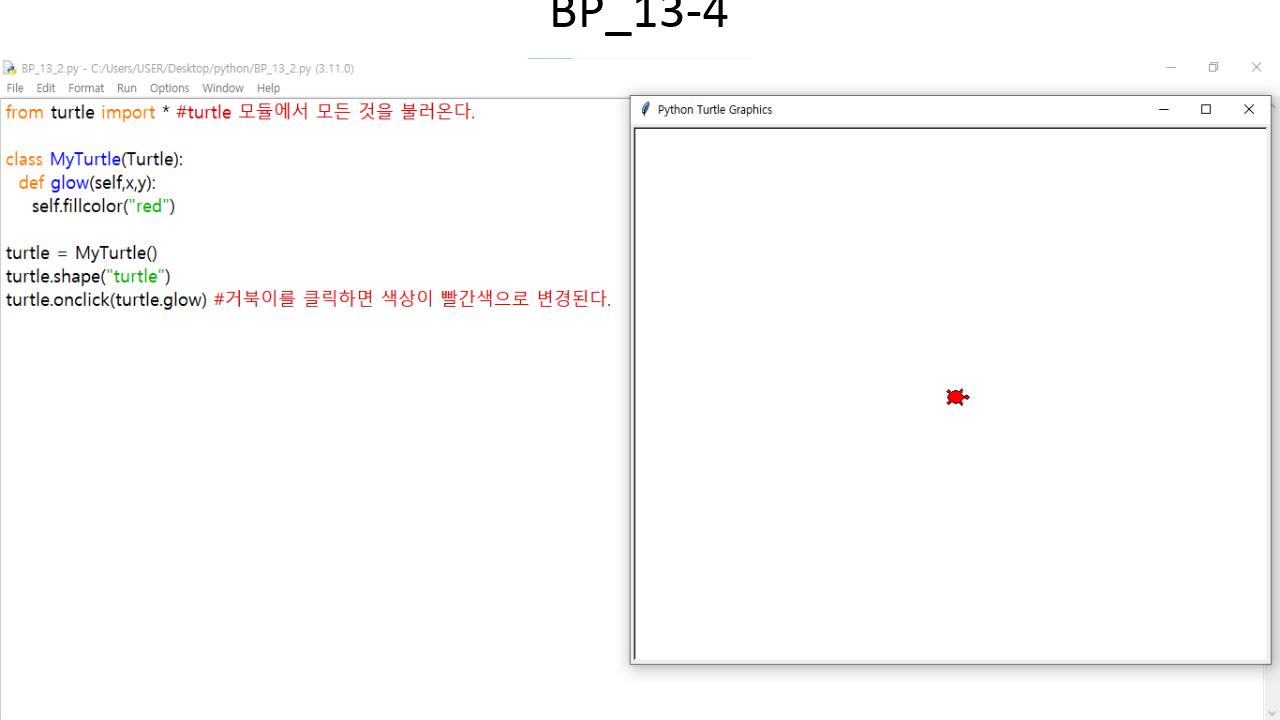 BP_13-4
BP_13_2.py - C:/Users/USER/Desktop/python/BP_13_2.py (3.11.0)
File Edit Format Run Options Window Help
from turtle import * #turtle 모듈에서 모든 것을 불러온다.
class MyTurtle(Turtle):
def glow(self,x,y):
self.fillcolor("red")
turtle = MyTurtle()
turtle.shape("turtle")
turtle.onclick(turtle.glow) #거북이를 클릭하면 색상이 빨간색으로 변경된다.
Python Turtle Graphics